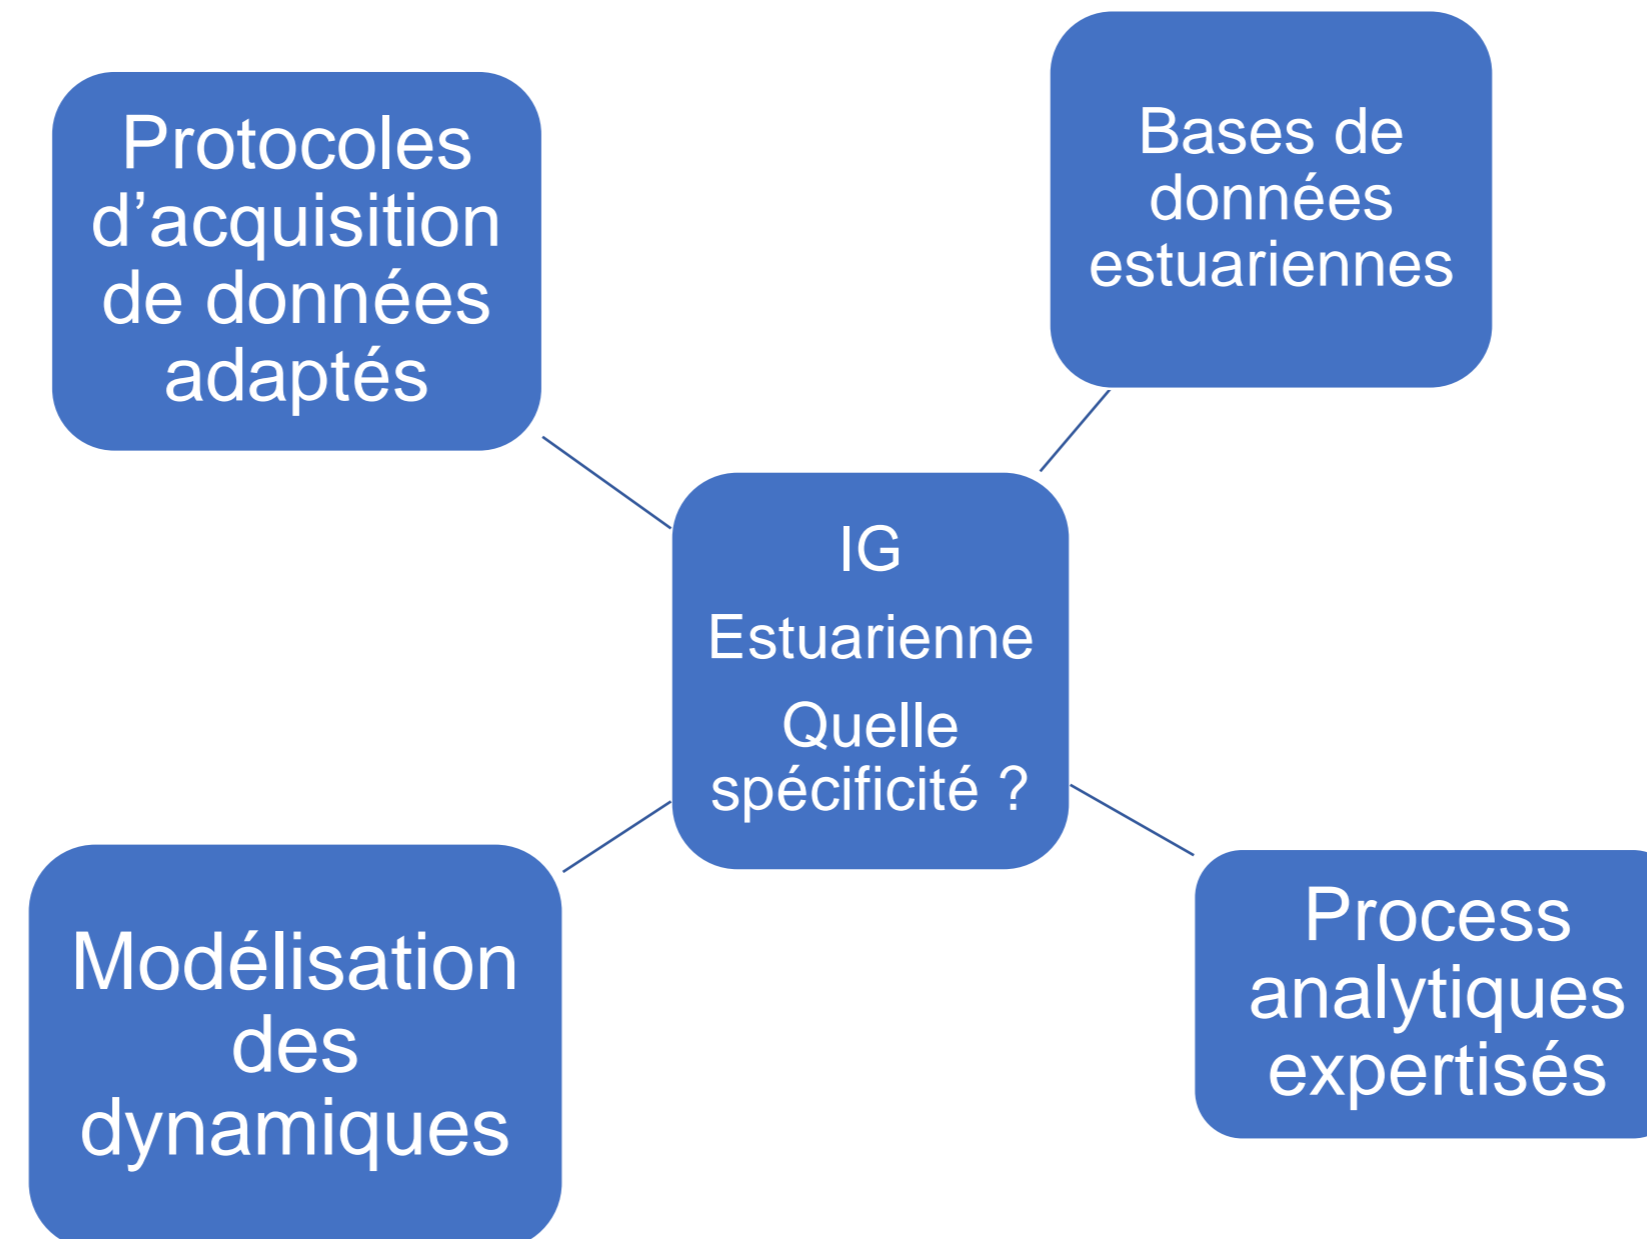 Protocoles
d’acquisition
de données
adaptés
Bases de
données
estuariennes
IG
Estuarienne
Quelle
spécificité ?
Modélisation
des
dynamiques
Process
analytiques
expertisés